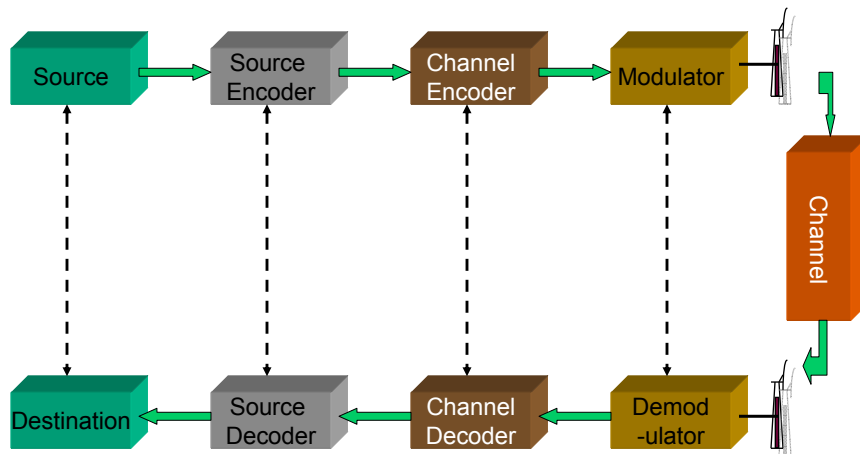 Source
Source
Encoder
Channel
Encoder
Modulator
Channel
Destination
Source
Decoder
Channel
Decoder
Demod
-ulator